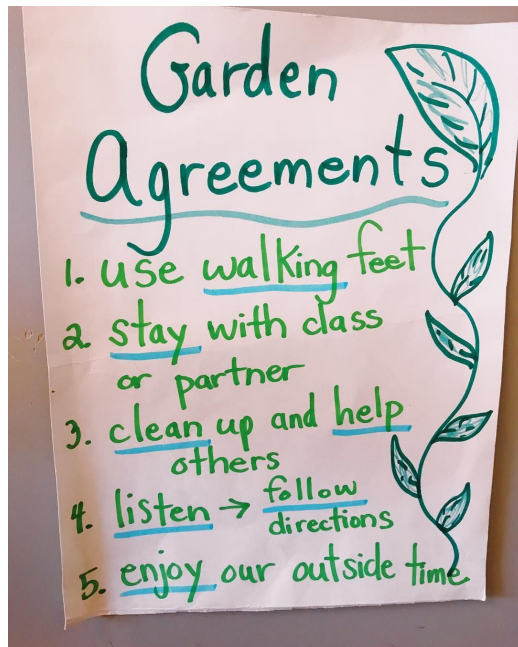 Garden
Agreements
1. use walking feet
2. stay with class
or partner
3. clean up and help
others
4. listen → follow
directions
5. enjoy our outside time